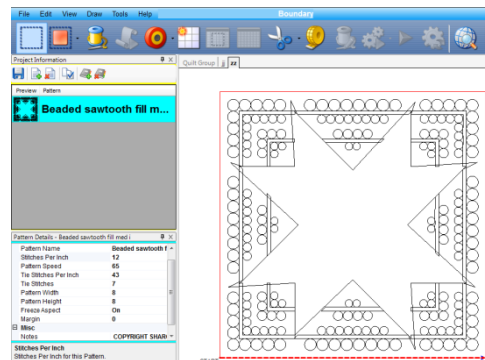 File Edit View Draw Tools Help
Boundary
Project Information
Quilt Group
jj
zz
Preview Pattern
Beaded sawtooth fill m...
Pattern Details - Beaded sawtooth fill med i
Pattern Name Beaded sawtooth f
Stitches Per Inch 12
Pattern Speed 65
Tie Stitches Per Inch 43
Tie Stitches 7
Pattern Width 8
Pattern Height 8
Freeze Aspect On
Margin 0
Misc
Notes COPYRIGHT SHARI
Stitches Per Inch
Stitches Per Inch for this Pattern.